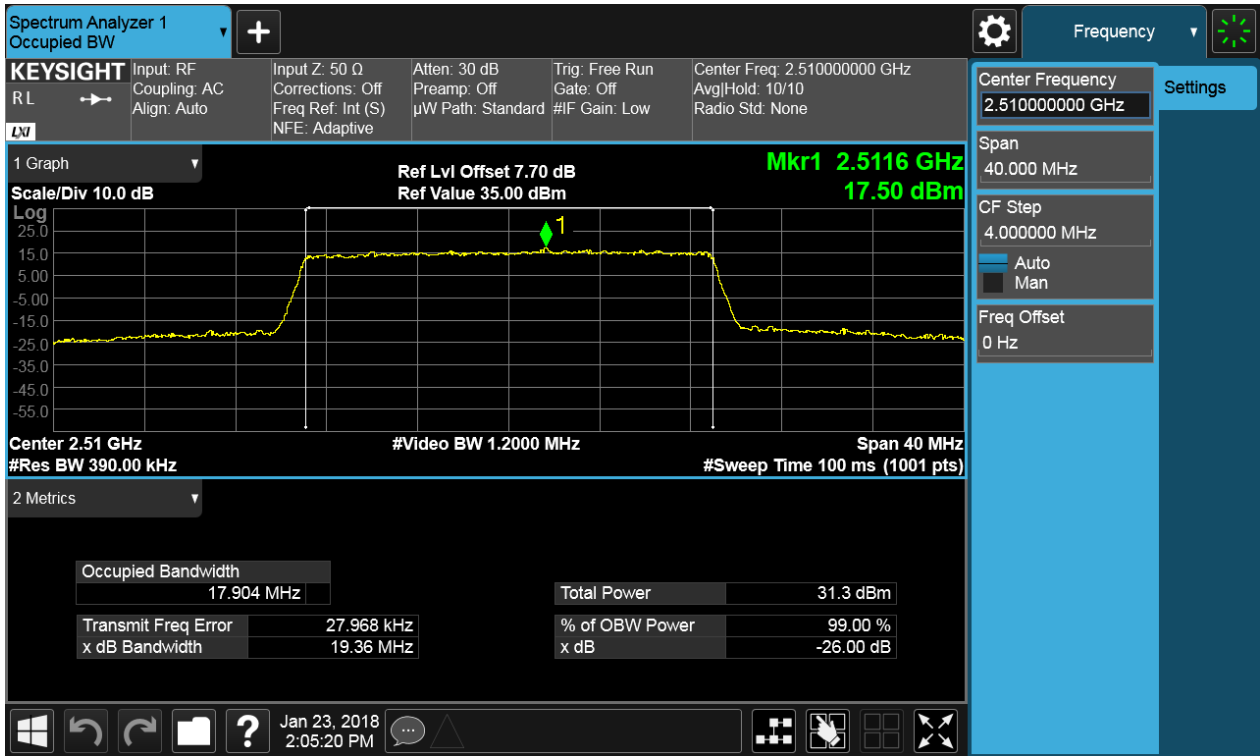 Spectrum Analyzer 1
Occupied BW
+
Frequency
KEYSIGHT
R L
LXI
Input: RF
Coupling: AC
Align: Auto
Input Z: 50 Ω
Corrections: Off
Freq Ref: Int (S)
NFE: Adaptive
Atten: 30 dB
Preamp: Off
µW Path: Standard
Trig: Free Run
Gate: Off
#IF Gain: Low
Center Freq: 2.510000000 GHz
Avg|Hold: 10/10
Radio Std: None
1 Graph
Scale/Div 10.0 dB
Ref Lvl Offset 7.70 dB
Ref Value 35.00 dBm
Mkr1 2.5116 GHz
17.50 dBm
Log
25.0
15.0
5.00
-5.00
-15.0
-25.0
-35.0
-45.0
-55.0
1
Center 2.51 GHz
#Video BW 1.2000 MHz
Span 40 MHz
#Res BW 390.00 kHz
#Sweep Time 100 ms (1001 pts)
2 Metrics
Occupied Bandwidth
17.904 MHz
Total Power 31.3 dBm
Transmit Freq Error 27.968 kHz
% of OBW Power 99.00 %
x dB Bandwidth 19.36 MHz
x dB -26.00 dB
Center Frequency
2.510000000 GHz
Span
40.000 MHz
CF Step
4.000000 MHz
Auto
Man
Freq Offset
0 Hz
Settings
?
Jan 23, 2018
2:05:20 PM